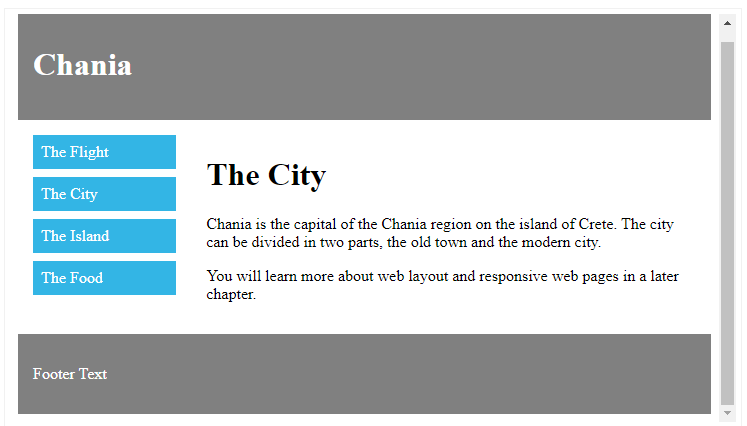 Chania
The Flight
The City
The Island
The Food
The City
Chania is the capital of the Chania region on the island of Crete. The city
can be divided in two parts, the old town and the modern city.
You will learn more about web layout and responsive web pages in a later
chapter.
Footer Text